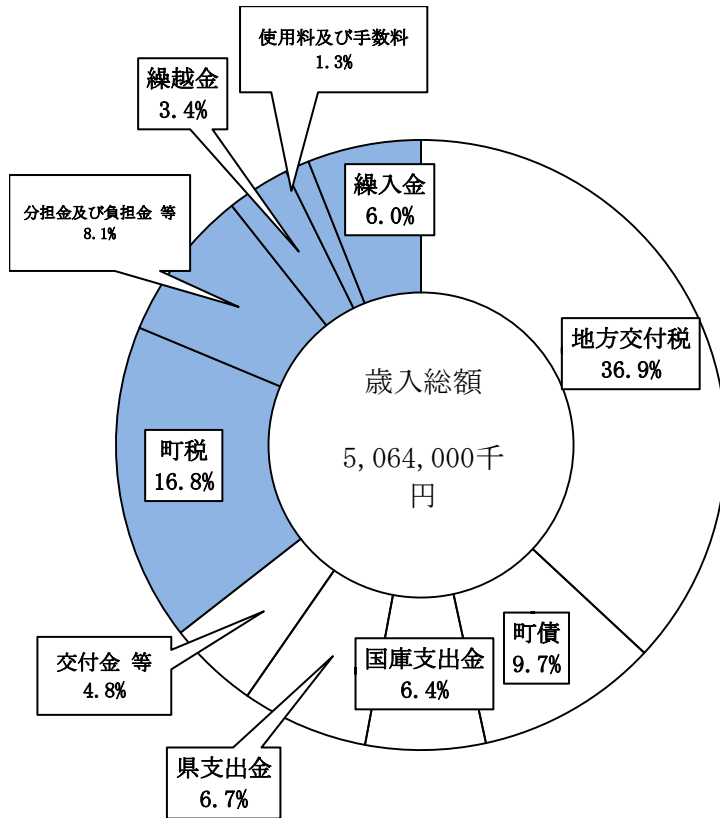 使用料及び手数料
1.3%
繰越金
3.4%
繰入金
6.0%
分担金及び負担金 等
8.1%
地方交付税
36.9%
歳入総額
5,064,000千
円
町税
16.8%
町債
9.7%
国庫支出金
6.4%
交付金 等
4.8%
県支出金
6.7%